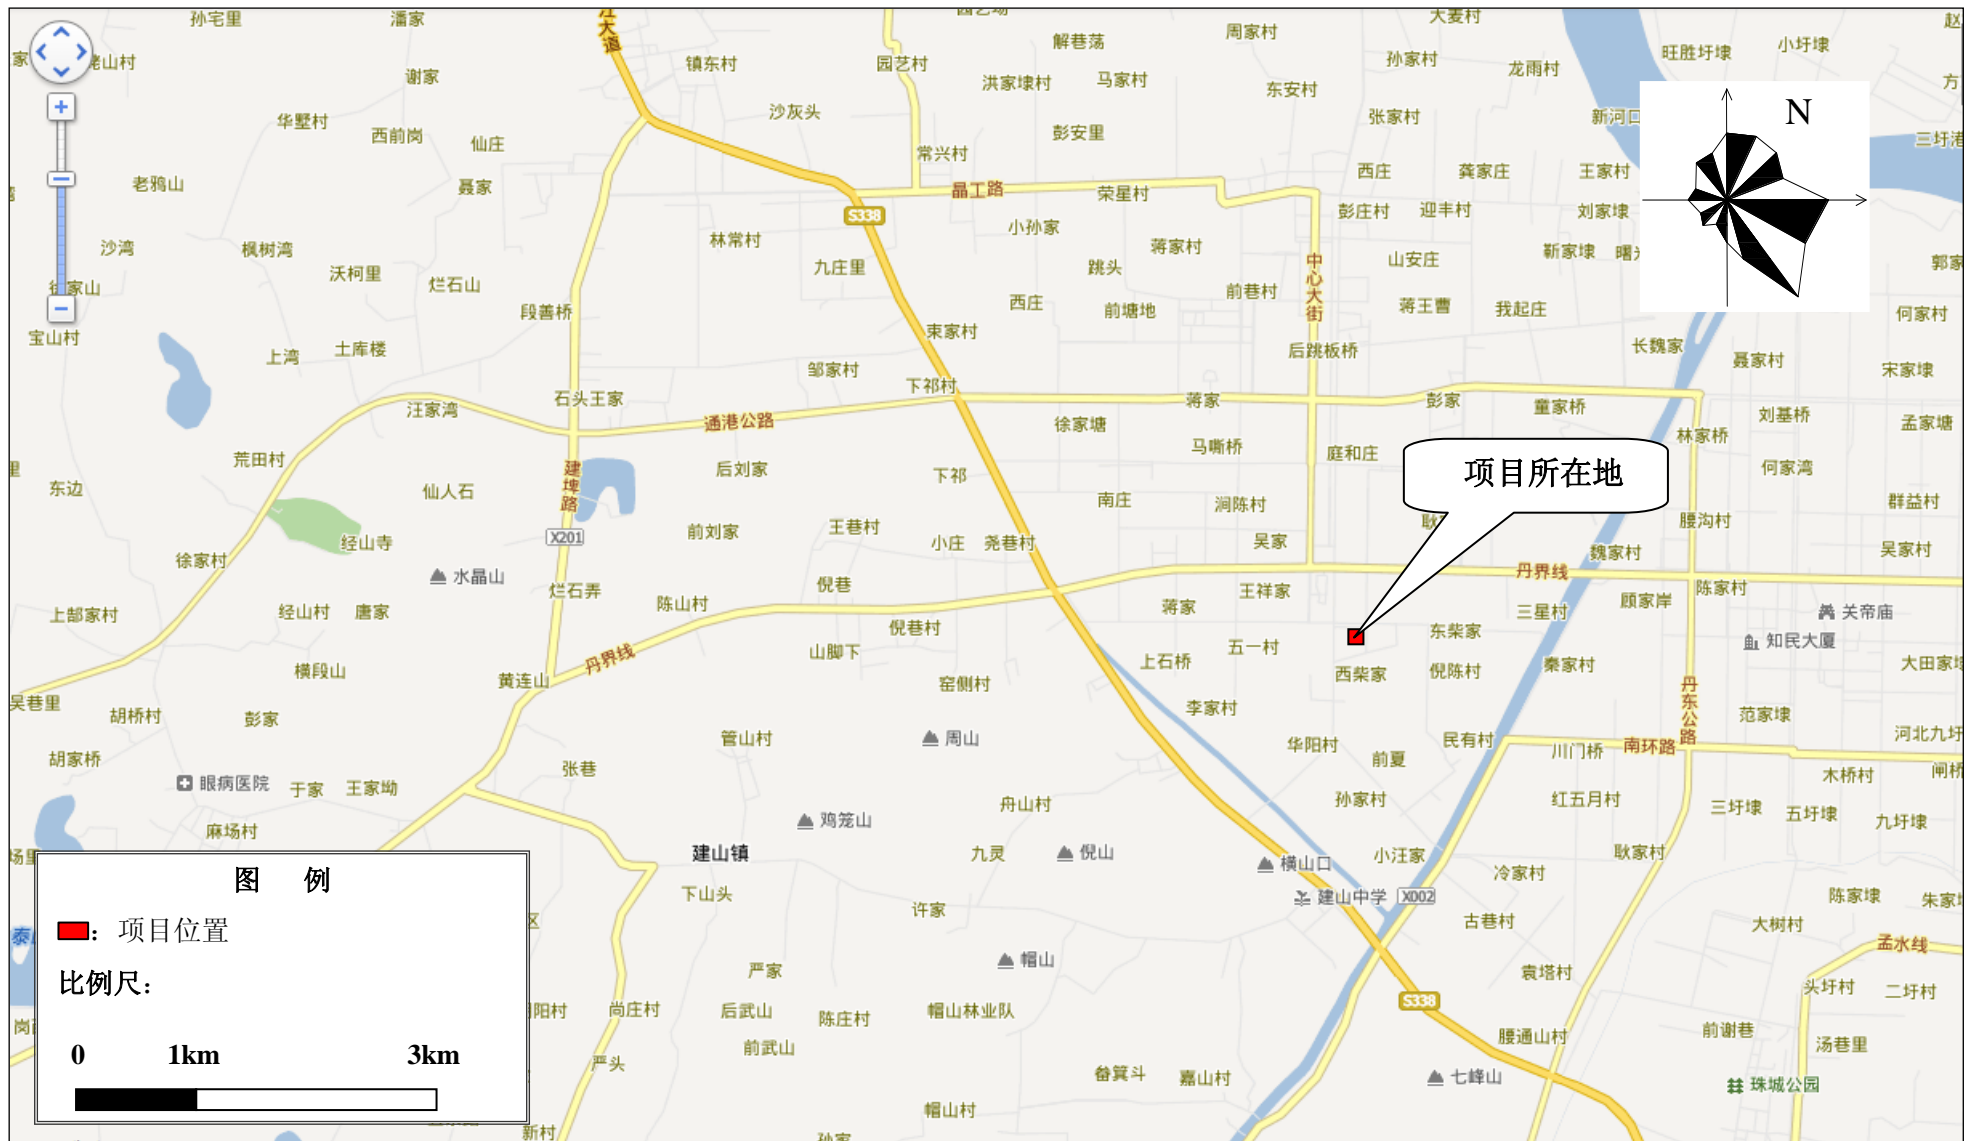 孙宅里
潘家
江大道
大麦村
周家村
解巷荡
旺胜圩埭
小圩埭
姥山村
谢家
镇东村
园艺村
洪家埭村
马家村
孙家村
龙雨村
东安村
沙灰头
华墅村
西前岗
仙庄
彭安里
张家村
新河口
N
三圩港
常兴村
老鸦山
聂家
晶工路
荣星村
西庄
龚家庄
王家村
S338
彭庄村
迎丰村
刘家埭
小孙家
沙湾
枫树湾
林常村
蒋家村
山安庄
靳家埭
曙光
沃柯里
九庄里
跳头
中心大街
烂石山
西庄
前巷村
段善桥
前塘地
蒋王曹
我起庄
何家村
宝山村
束家村
上湾
土库楼
后跳板桥
长魏家
聂家村
邹家村
下祁村
宋家埭
石头王家
汪家湾
通港公路
蒋家
彭家
童家桥
刘基桥
孟家塘
徐家塘
马嘶桥
庭和庄
林家桥
荒田村
后刘家
建埤路
项目所在地
何家湾
东边
仙人石
下祁
南庄
涧陈村
群益村
前刘家
王巷村
耿
腰沟村
X201
小庄
尧巷村
吴家
经山寺
徐家村
魏家村
吴家村
水晶山
烂石弄
倪巷
王祥家
丹界线
陈家村
陈山村
蒋家
顾家岸
上部家村
经山村
唐家
三星村
关帝庙
倪巷村
东柴家
知民大厦
山脚下
丹界线
五一村
上石桥
横段山
黄连山
西柴家
倪陈村
秦家村
大田家埭
窑侧村
吴巷里
胡桥村
彭家
李家村
丹东公路
范家埭
管山村
周山
华阳村
民有村
南环路
河北九圩
胡家桥
张巷
前夏
川门桥
木桥村
闸桥
眼病医院
于家
王家坳
舟山村
孙家村
红五月村
三圩埭
五圩埭
九圩埭
麻场村
鸡笼山
建山镇
九灵
倪山
横山口
小汪家
耿家村
冷家村
图 例
下山头
建山中学
X002
陈家埭
许家
古巷村
大树村
项目位置
孟水线
帽山
严家
袁塔村
比例尺:
头圩村
二圩村
S338
尚庄村
后武山
陈庄村
帽山林业队
腰通山村
前谢巷
汤巷里
0 1km 3km
前武山
严头
畚箕斗
嘉山村
七峰山
珠城公园
帽山村
新村
孙家